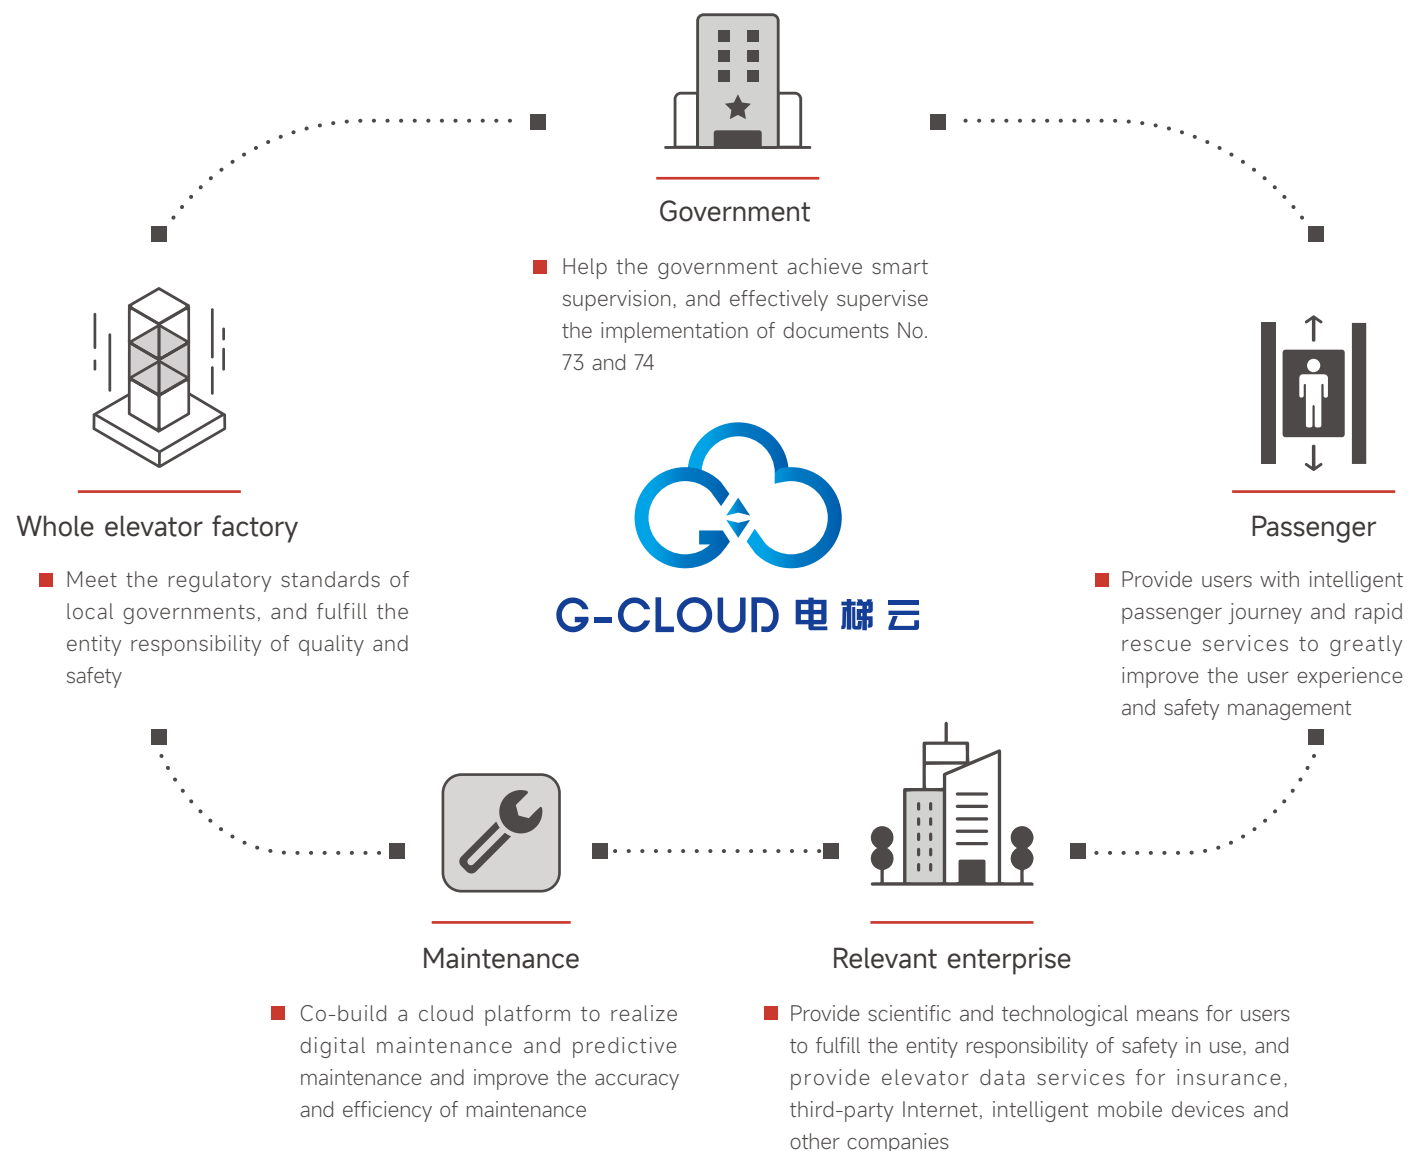 Government
Help the government achieve smart
supervision, and effectively supervise
the implementation of documents No.
73 and 74
Whole elevator factory
Meet the regulatory standards of
local governments, and fulfill the
entity responsibility of quality and
safety
G-CLOUD 电梯云
Passenger
Provide users with intelligent
passenger journey and rapid
rescue services to greatly
improve the user experience
and safety management
Maintenance
Co-build a cloud platform to realize
digital maintenance and predictive
maintenance and improve the accuracy
and efficiency of maintenance
Relevant enterprise
Provide scientific and technological means for users
to fulfill the entity responsibility of safety in use, and
provide elevator data services for insurance,
third-party Internet, intelligent mobile devices and
other companies